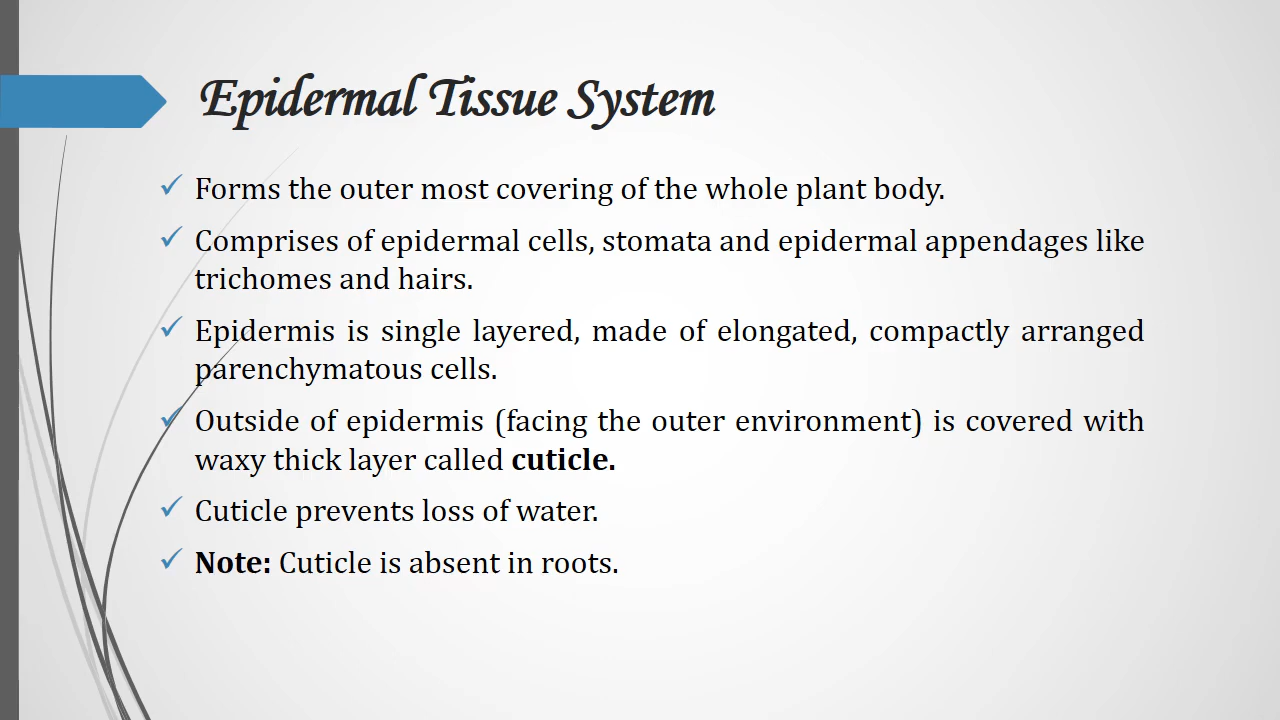 Epidermal Tissue System
Forms the outer most covering of the whole plant body.
Comprises of epidermal cells, stomata and epidermal appendages like
trichomes and hairs.
Epidermis is single layered, made of elongated, compactly arranged
parenchymatous cells.
Outside of epidermis (facing the outer environment) is covered with
waxy thick layer called cuticle.
Cuticle prevents loss of water.
Note: Cuticle is absent in roots.